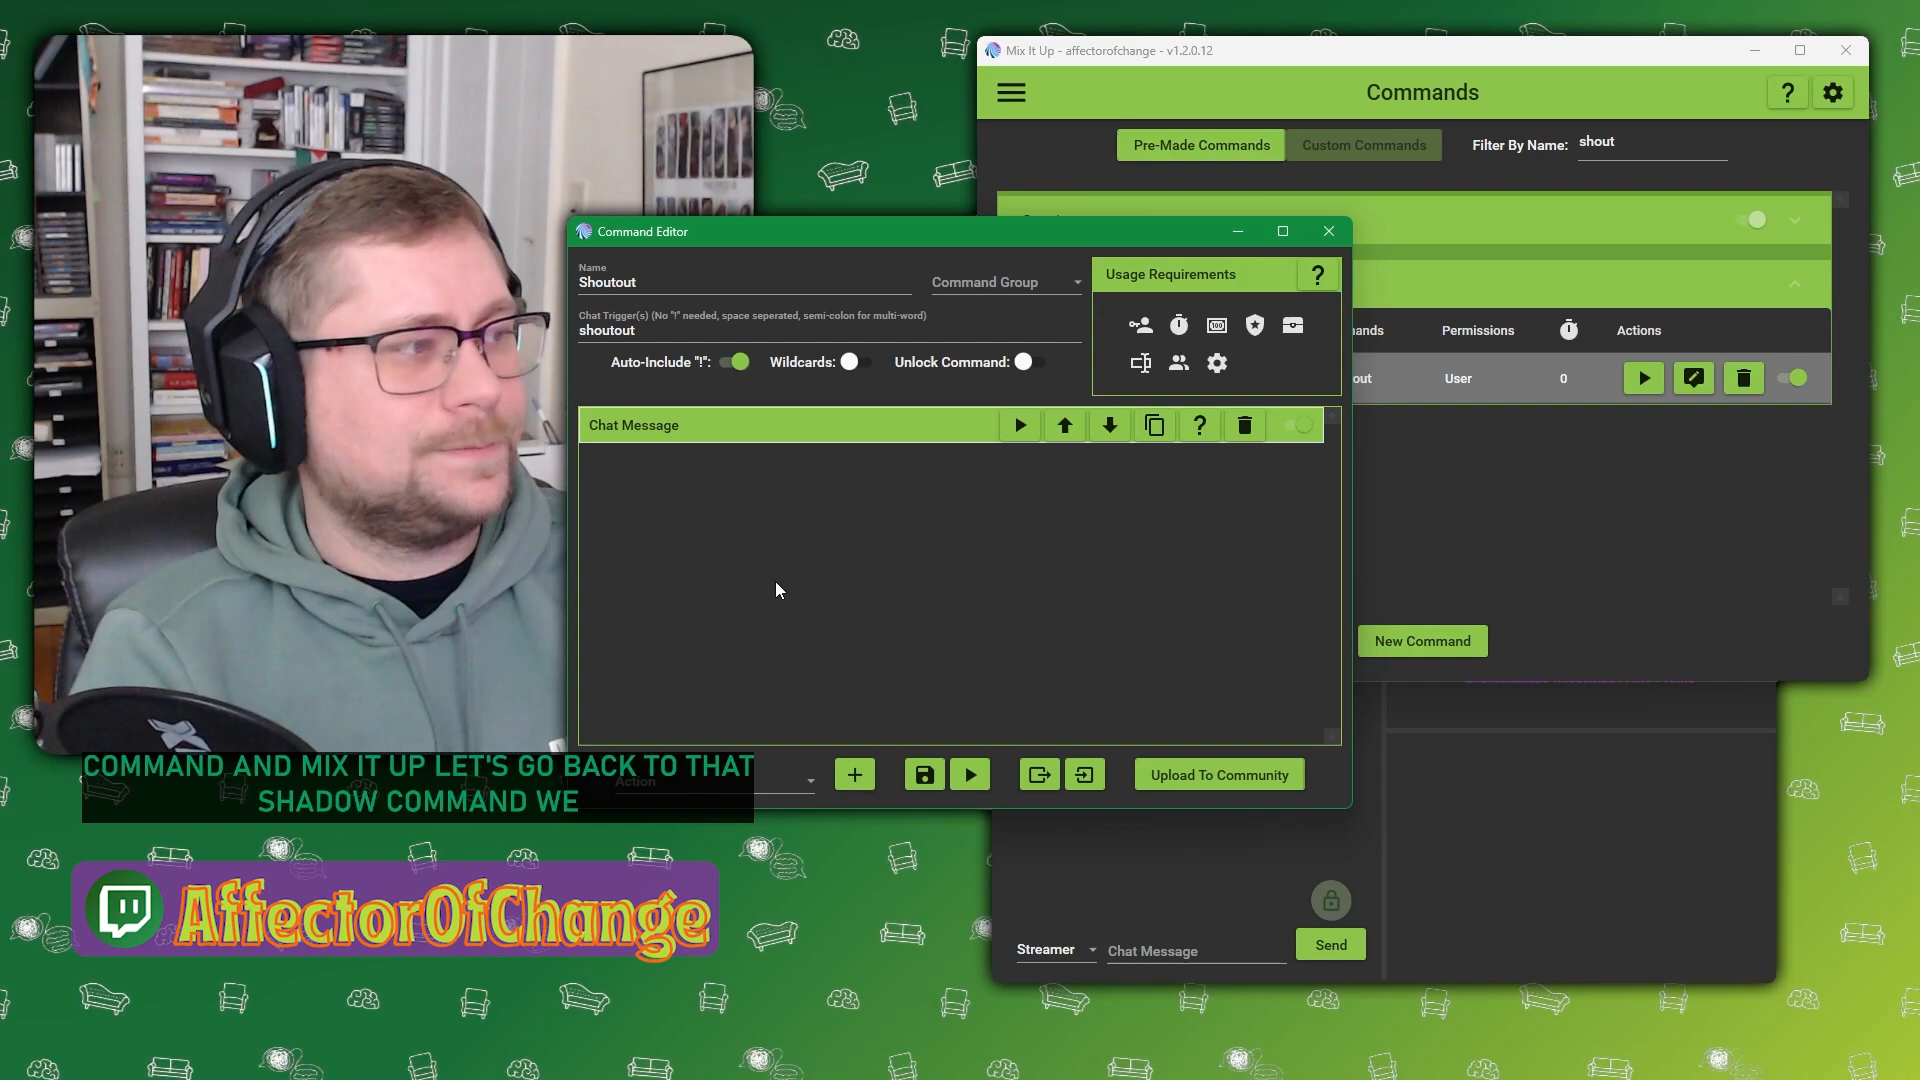 Mix It Up - affectorofchange - v1.2.0.12
Commands
?
Pre-Made Commands
Custom Commands
Filter By Name:
shout
Command Editor
Name
Shoutout
Command Group
Chat Trigger(s) (No "!" needed, space seperated, semi-colon for multi-word)
shoutout
Auto-Include "!":
Wildcards:
Unlock Command:
Usage Requirements
?
100
ands
Permissions
Actions
out
User
0
Chat Message
?
New Command
Action
Upload To Community
COMMAND AND MIX IT UP LET'S GO BACK TO THAT
SHADOW COMMAND WE
AffectorOfChange
Streamer
Chat Message
Send